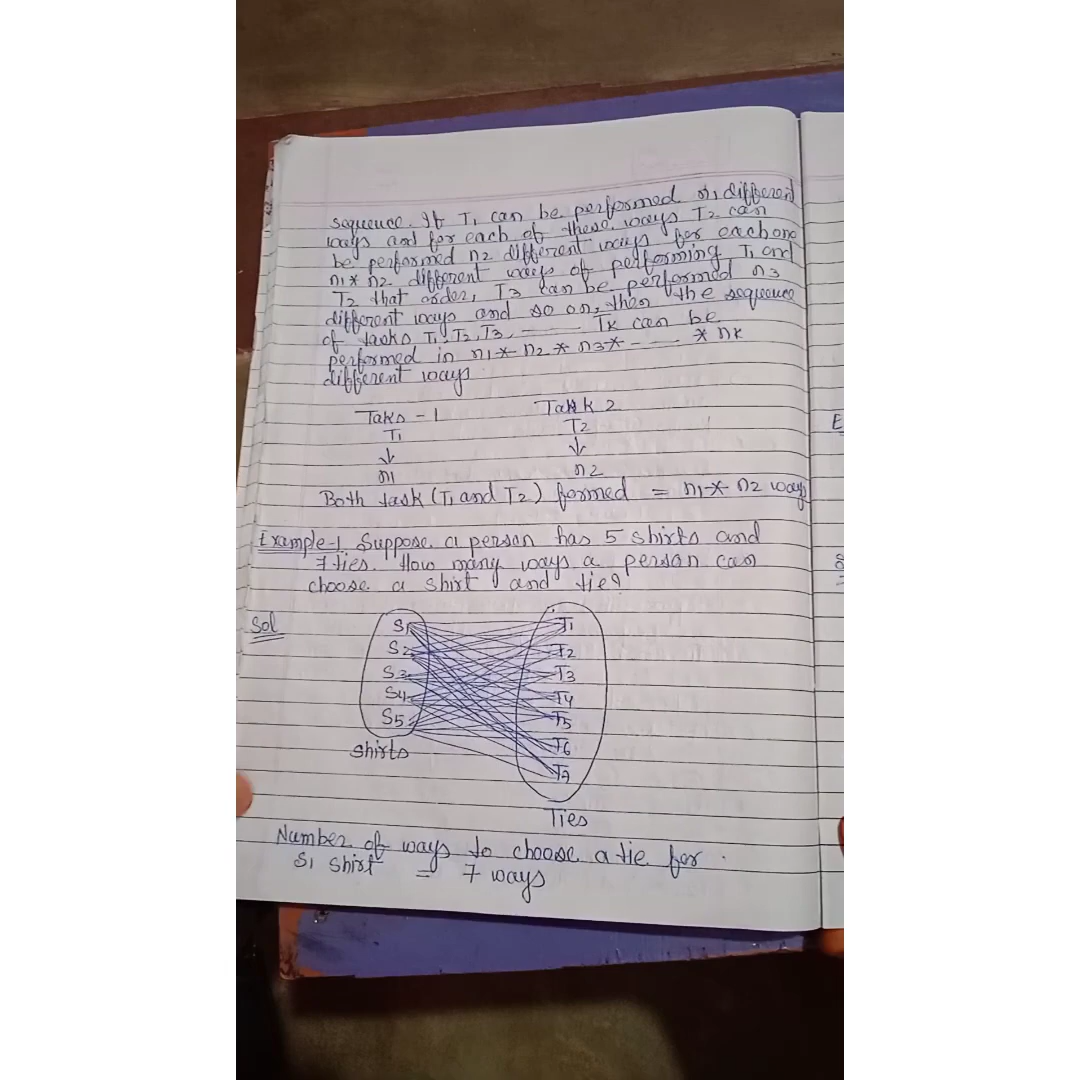 sequence. If T1 can be performed n1 different
ways and for each of these ways T2 can
be performed n2 different ways for each one
n1 * n2 different ways of performing T1 and
T2 that order, T3 can be performed n3
different ways and so on, then the sequence
of tasks T1, T2, T3, ------ Tk can be
performed in n1 * n2 * n3 * - ---- * nk
different ways
Taks - 1 Task 2
T1 T2
↓ ↓
n1 n2
Both task (T1 and T2) formed = n1 * n2 ways
Example-1. Suppose a person has 5 shirts and
7 ties. How many ways a person can
choose a shirt and tie?
Sol
S1 T1
S2 T2
S3 T3
S4 T4
S5 T5
T6
T7
shirts
Ties
Number of ways to choose a tie for
S1 shirt = 7 ways
E